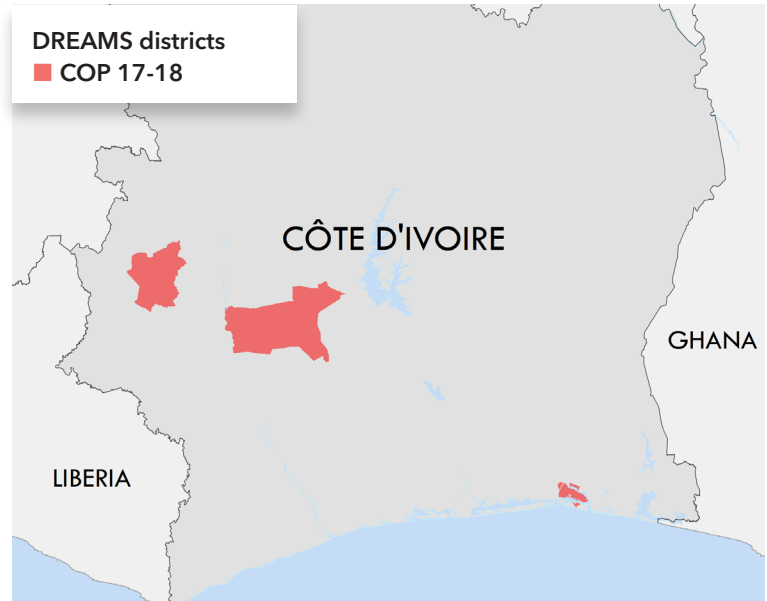 DREAMS districts
COP 17-18
CÔTE D'IVOIRE
GHANA
LIBERIA